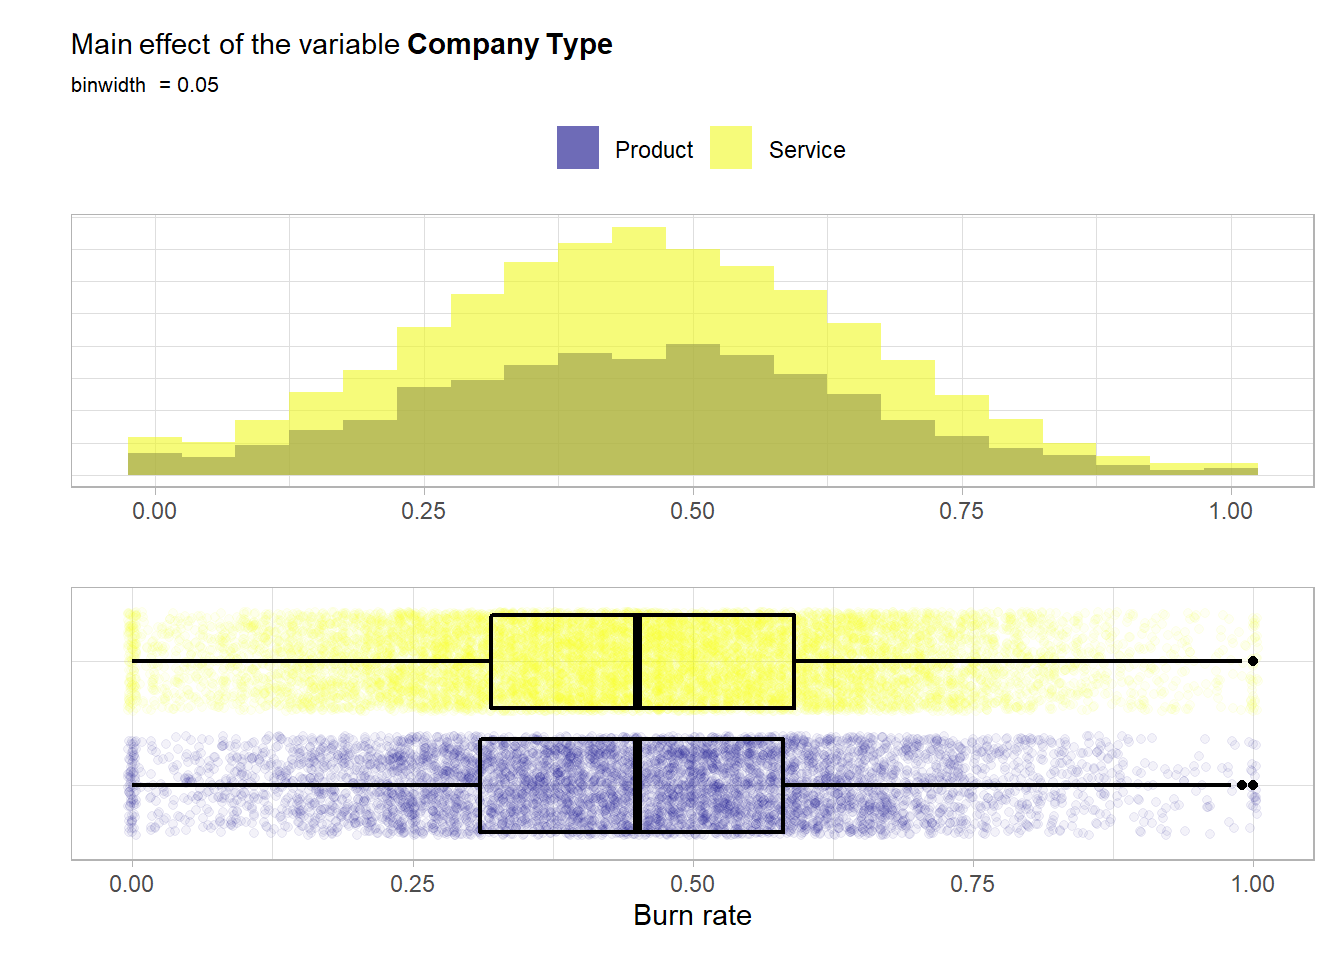 Main effect of the variable Company Type
binwidth = 0.05
Product Service
0.00 0.25 0.50 0.75 1.00
0.00 0.25 0.50 0.75 1.00
Burn rate